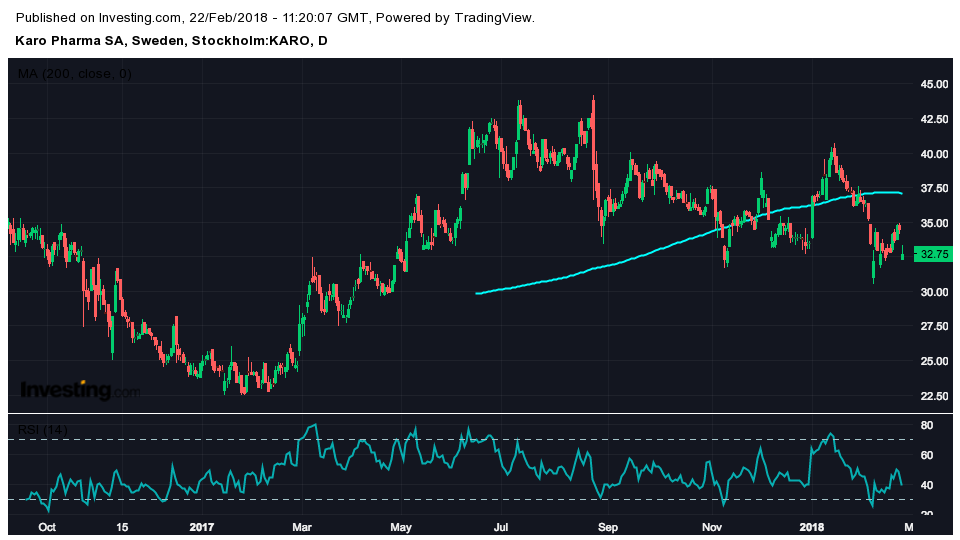 Published on Investing.com, 22/Feb/2018 - 11:20:07 GMT, Powered by TradingView.
Karo Pharma SA, Sweden, Stockholm:KARO, D
MA (200, close, 0)
45.00
42.50
40.00
37.50
35.00
32.75
30.00
27.50
25.00
22.50
Investing.com
RSI (14)
80
60
40
20
Oct 15 2017 Mar May Jul Sep Nov 2018 M